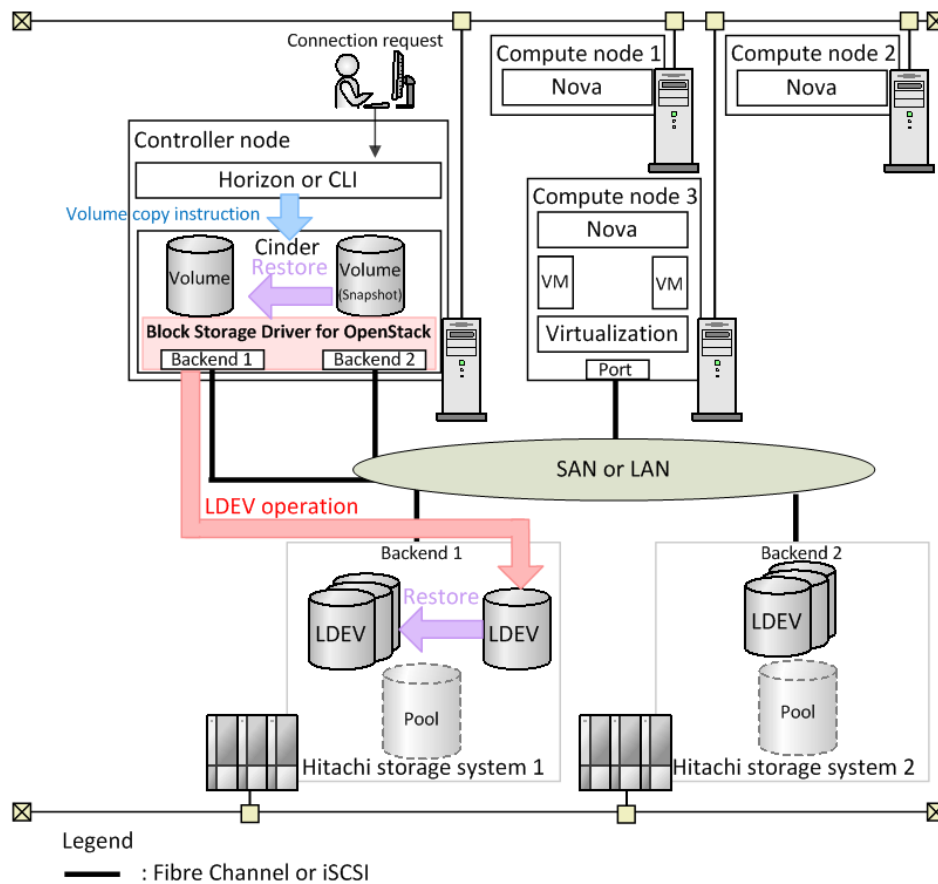 Connection request
Compute node 1
Nova
Compute node 2
Nova
Controller node
Horizon or CLI
Volume copy instruction
Cinder
Volume
Restore
Volume
(Snapshot)
Block Storage Driver for OpenStack
Backend 1
Backend 2
Compute node 3
Nova
VM
VM
Virtualization
Port
SAN or LAN
LDEV operation
Backend 1
LDEV
Restore
LDEV
Pool
Hitachi storage system 1
Backend 2
LDEV
Pool
Hitachi storage system 2
Legend
: Fibre Channel or iSCSI